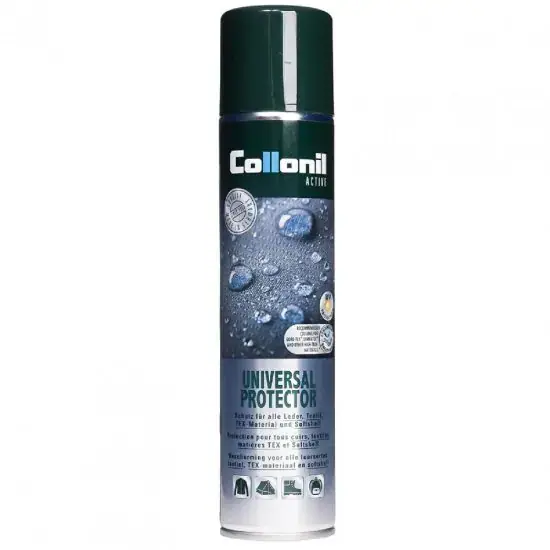 Collonil
ACTIVE
RECOMMENDED
UNIVERSAL
PROTECTOR
Schutz für alle Leder, Textil,
TEX-Material und Softshell
Protection pour tous cuirs, textiles,
matières TEX et Softshell
Bescherming voor alle leersoorten
textiel, TEX-materiaal en softshell